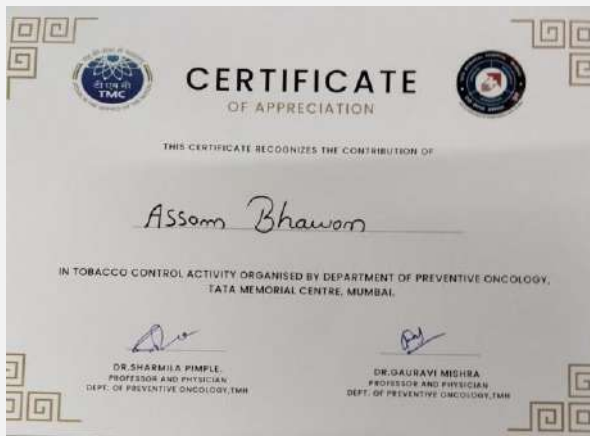 टी एम सी
TMC
CERTIFICATE
OF APPRECIATION
THIS CERTIFICATE RECOGNIZES THE CONTRIBUTION OF
Assam Bhawan
IN TOBACCO CONTROL ACTIVITY ORGANISED BY DEPARTMENT OF PREVENTIVE ONCOLOGY,
TATA MEMORIAL CENTRE, MUMBAI.
DR.SHARMILA PIMPLE.
PROFESSOR AND PHYSICIAN
DEPT. OF PREVENTIVE ONCOLOGY,TMH
DR.GAURAVI MISHRA
PROFESSOR AND PHYSICIAN
DEPT. OF PREVENTIVE ONCOLOGY,TMH